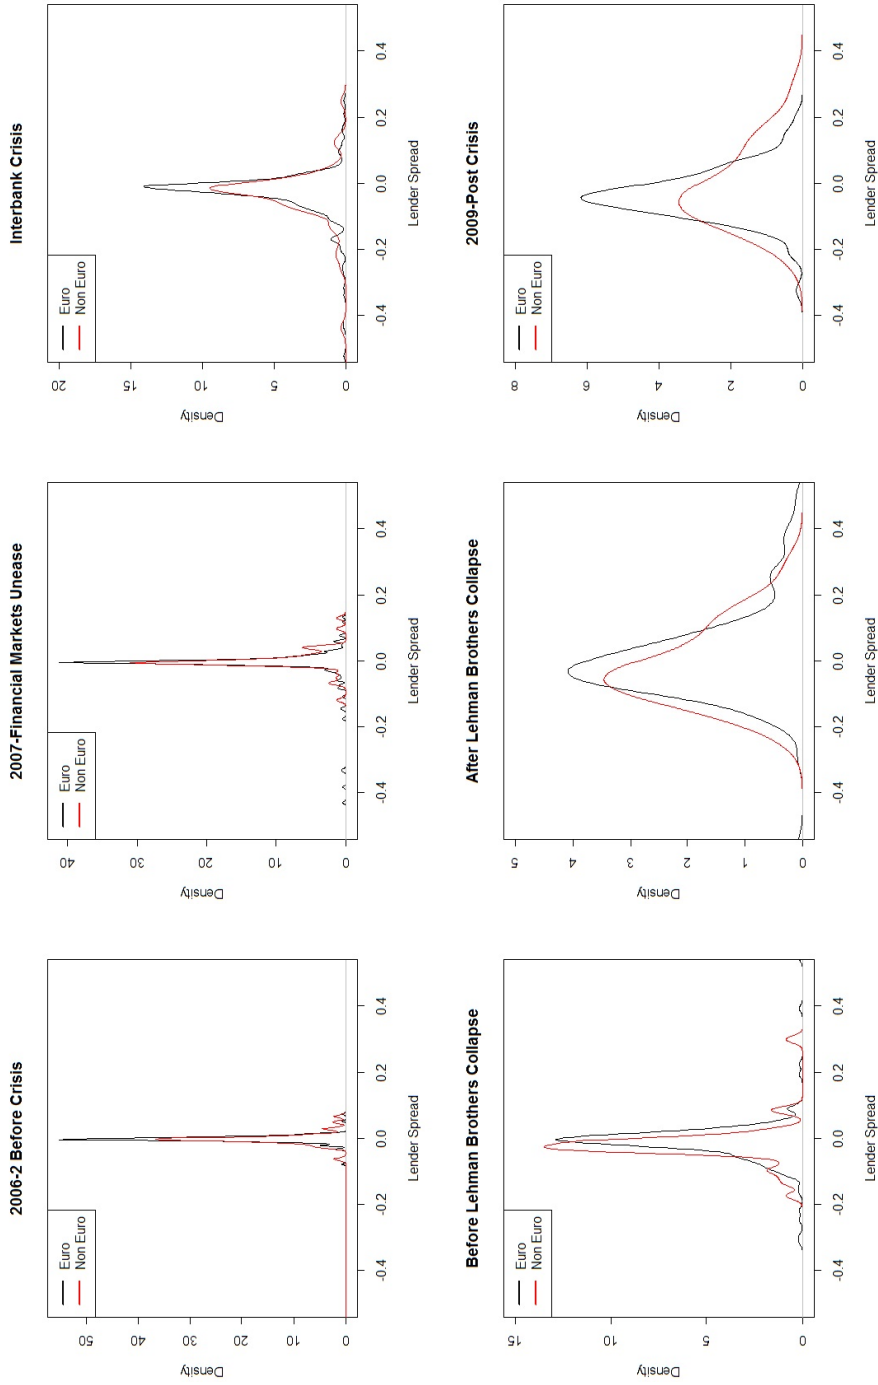 2006-2 Before Crisis
Euro
Non Euro
Density
50
40
30
20
10
0
-0.4 -0.2 0.0 0.2 0.4
Lender Spread
2007-Financial Markets Unease
Euro
Non Euro
Density
40
30
20
10
0
-0.4 -0.2 0.0 0.2 0.4
Lender Spread
Interbank Crisis
Euro
Non Euro
Density
20
15
10
5
0
-0.4 -0.2 0.0 0.2 0.4
Lender Spread
Before Lehman Brothers Collapse
Euro
Non Euro
Density
15
10
5
0
-0.4 -0.2 0.0 0.2 0.4
Lender Spread
After Lehman Brothers Collapse
Euro
Non Euro
Density
5
4
3
2
1
0
-0.4 -0.2 0.0 0.2 0.4
Lender Spread
2009-Post Crisis
Euro
Non Euro
Density
8
6
4
2
0
-0.4 -0.2 0.0 0.2 0.4
Lender Spread